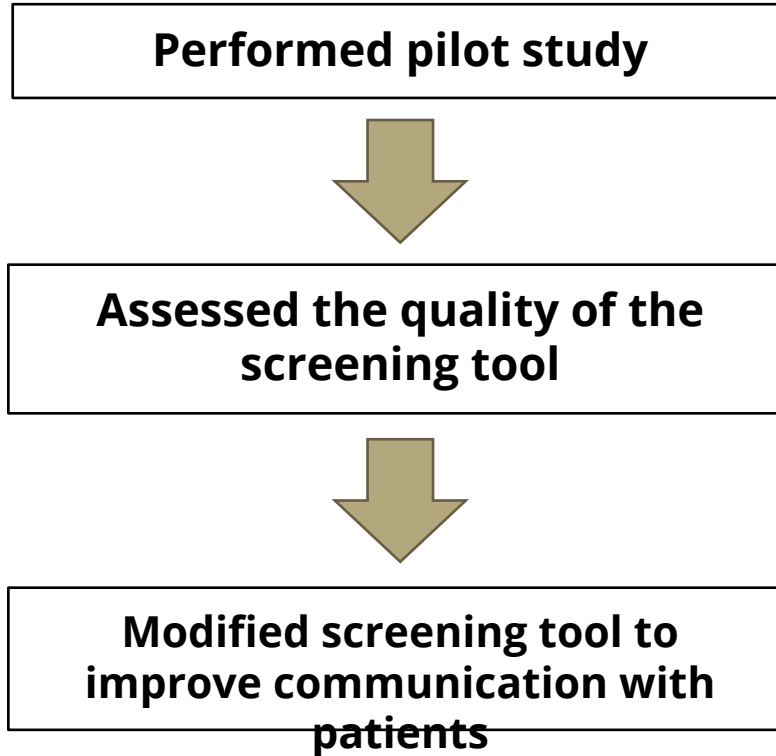 Performed pilot study
Assessed the quality of the
screening tool
Modified screening tool to
improve communication with
patients